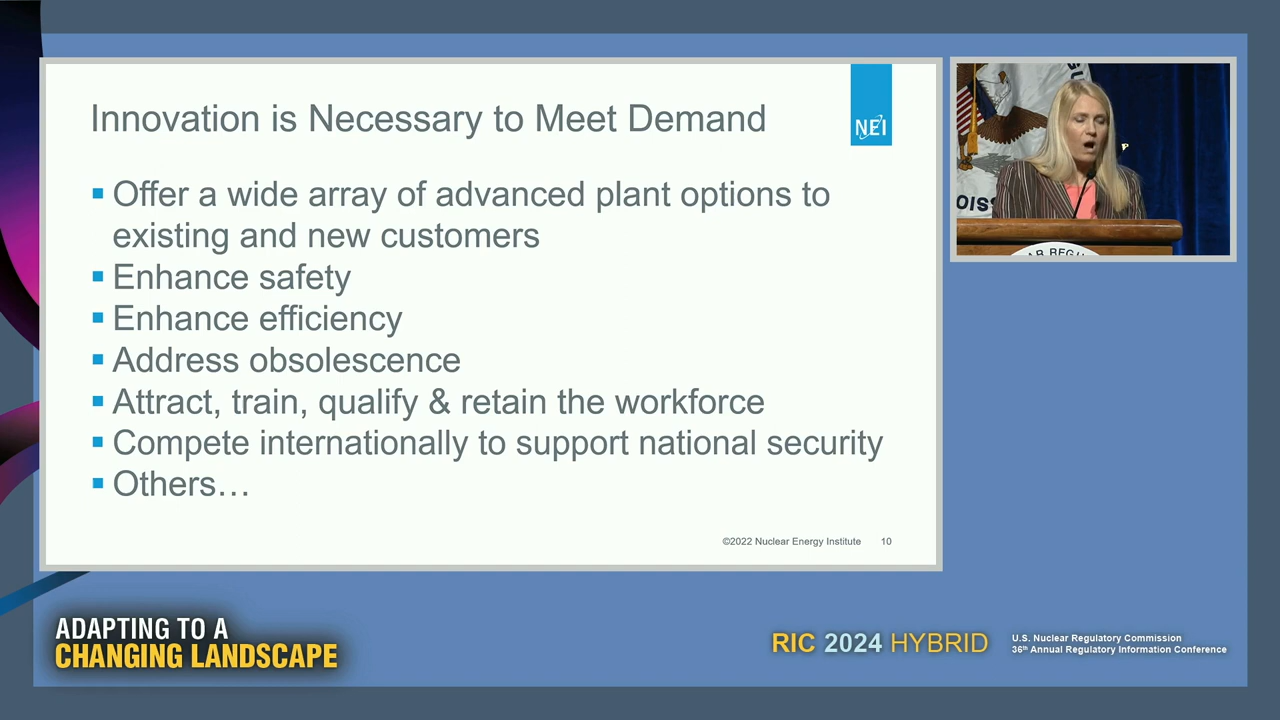 Innovation is Necessary to Meet Demand
NEI
▪ Offer a wide array of advanced plant options to
existing and new customers
▪ Enhance safety
▪ Enhance efficiency
▪ Address obsolescence
▪ Attract, train, qualify & retain the workforce
▪ Compete internationally to support national security
▪ Others…
©2022 Nuclear Energy Institute 10
OIS
AR REGU
ADAPTING TO A
CHANGING LANDSCAPE
RIC 2024 HYBRID
U.S. Nuclear Regulatory Commission
36th Annual Regulatory Information Conference